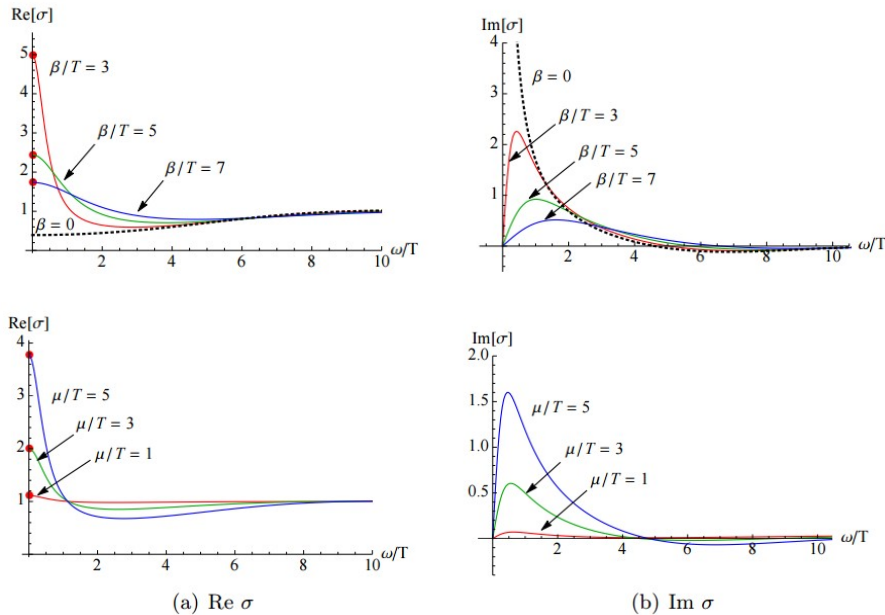 Re[σ]
5
4
3
2
1
β/T = 3
β/T = 5
β/T = 7
β = 0
2 4 6 8 10
ω/T
Im[σ]
4
3
2
1
0
β = 0
β/T = 3
β/T = 5
β/T = 7
0 2 4 6 8 10
ω/T
Re[σ]
4
3
2
1
μ/T = 5
μ/T = 3
μ/T = 1
2 4 6 8 10
ω/T
Im[σ]
2.0
1.5
1.0
0.5
μ/T = 5
μ/T = 3
μ/T = 1
2 4 6 8 10
ω/T
(a) Re σ
(b) Im σ